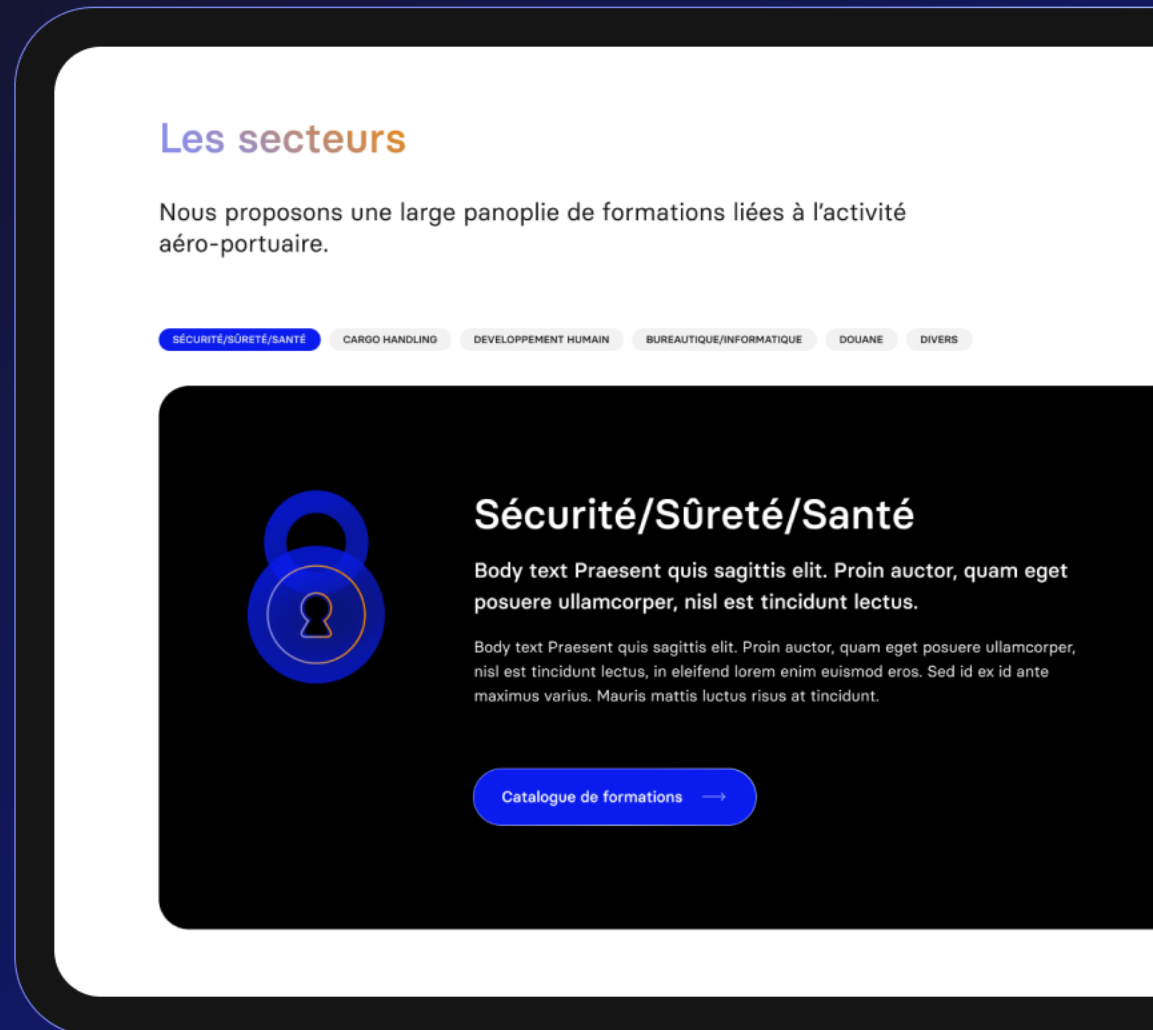 Les secteurs
Nous proposons une large panoplie de formations liées à l’activité
aéro-portuaire.
SÉCURITÉ/SÛRETÉ/SANTÉ CARGO HANDLING DEVELOPPEMENT HUMAIN BUREAUTIQUE/INFORMATIQUE DOUANE DIVERS
Sécurité/Sûreté/Santé
Body text Praesent quis sagittis elit. Proin auctor, quam eget
posuere ullamcorper, nisl est tincidunt lectus.
Body text Praesent quis sagittis elit. Proin auctor, quam eget posuere ullamcorper,
nisl est tincidunt lectus, in eleifend lorem enim euismod eros. Sed id ex id ante
maximus varius. Mauris mattis luctus risus at tincidunt.
Catalogue de formations